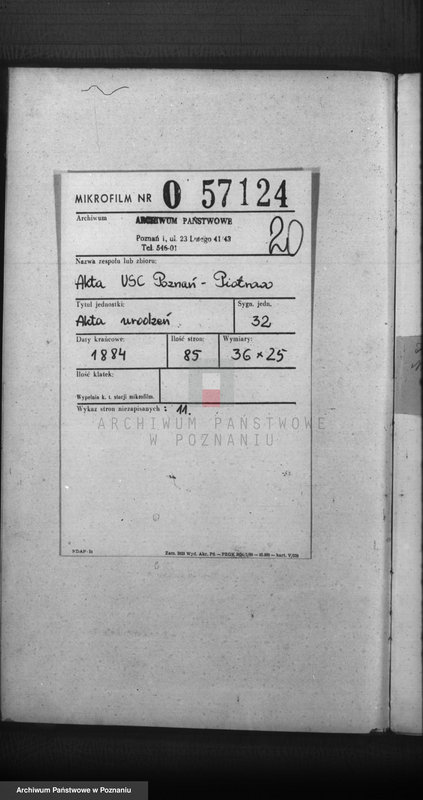 MIKROFILM NR 0 57124
Archiwum
ARCHIWUM PAŃSTWOWE
Poznań 1, ul. 23 Lutego 41/43
Tel. 546-01
20
Nazwa zespołu lub zbioru:
Akta USC Poznań - Piotrowo
Tytuł jednostki:
Akta urodzeń
Sygn. jedn.
32
Daty krańcowe:
1884
Ilość stron:
85
Wymiary:
36 × 25
Ilość klatek:
Wypełnia k. t. stacji mikrofilm.
Wykaz stron niezapisanych: 11.
ARCHIWUM PAŃSTWOWE
W POZNANIU
Archiwum Państwowe w Poznaniu